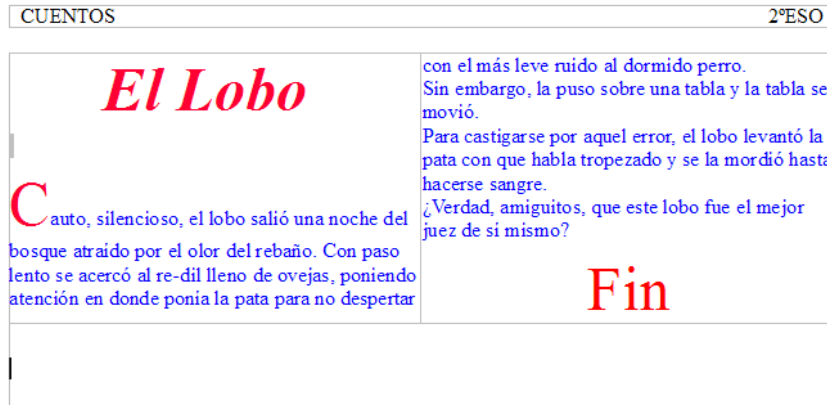 CUENTOS 2ºESO
El Lobo
Cauto, silencioso, el lobo salió una noche del
bosque atraído por el olor del rebaño. Con paso
lento se acercó al re-dil lleno de ovejas, poniendo
atención en donde ponía la pata para no despertar
con el más leve ruido al dormido perro.
Sin embargo, la puso sobre una tabla y la tabla se
movió.
Para castigarse por aquel error, el lobo levantó la
pata con que habla tropezado y se la mordió hasta
hacerse sangre.
¿Verdad, amiguitos, que este lobo fue el mejor
juez de sí mismo?
Fin